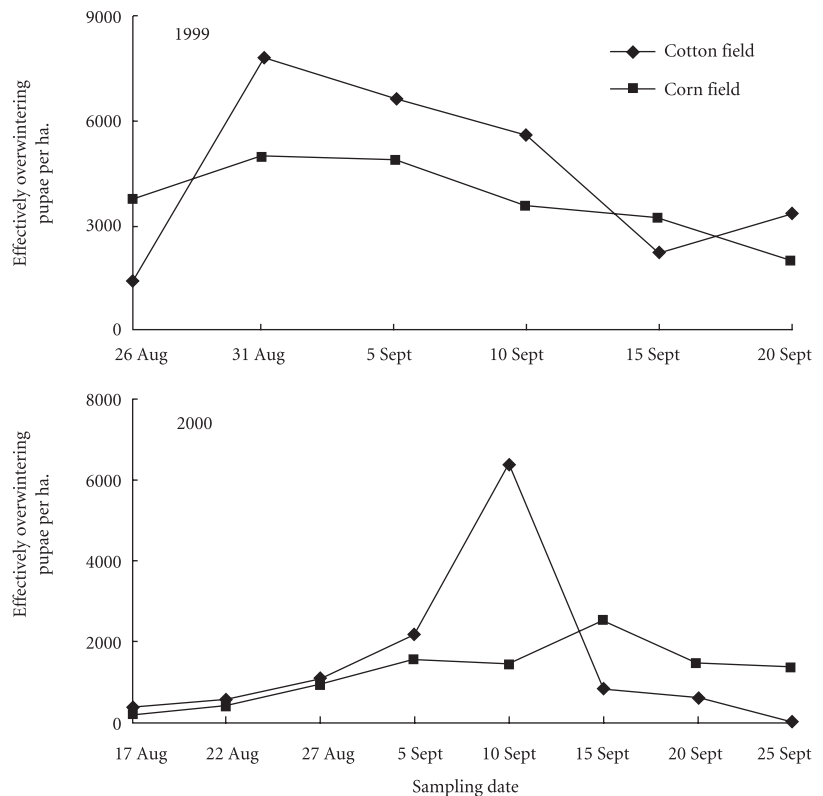 9000
1999
Cotton field
Corn field
6000
3000
0
Effectively overwintering
pupae per ha.
26 Aug 31 Aug 5 Sept 10 Sept 15 Sept 20 Sept
8000
2000
6000
4000
2000
0
Effectively overwintering
pupae per ha.
17 Aug 22 Aug 27 Aug 5 Sept 10 Sept 15 Sept 20 Sept 25 Sept
Sampling date